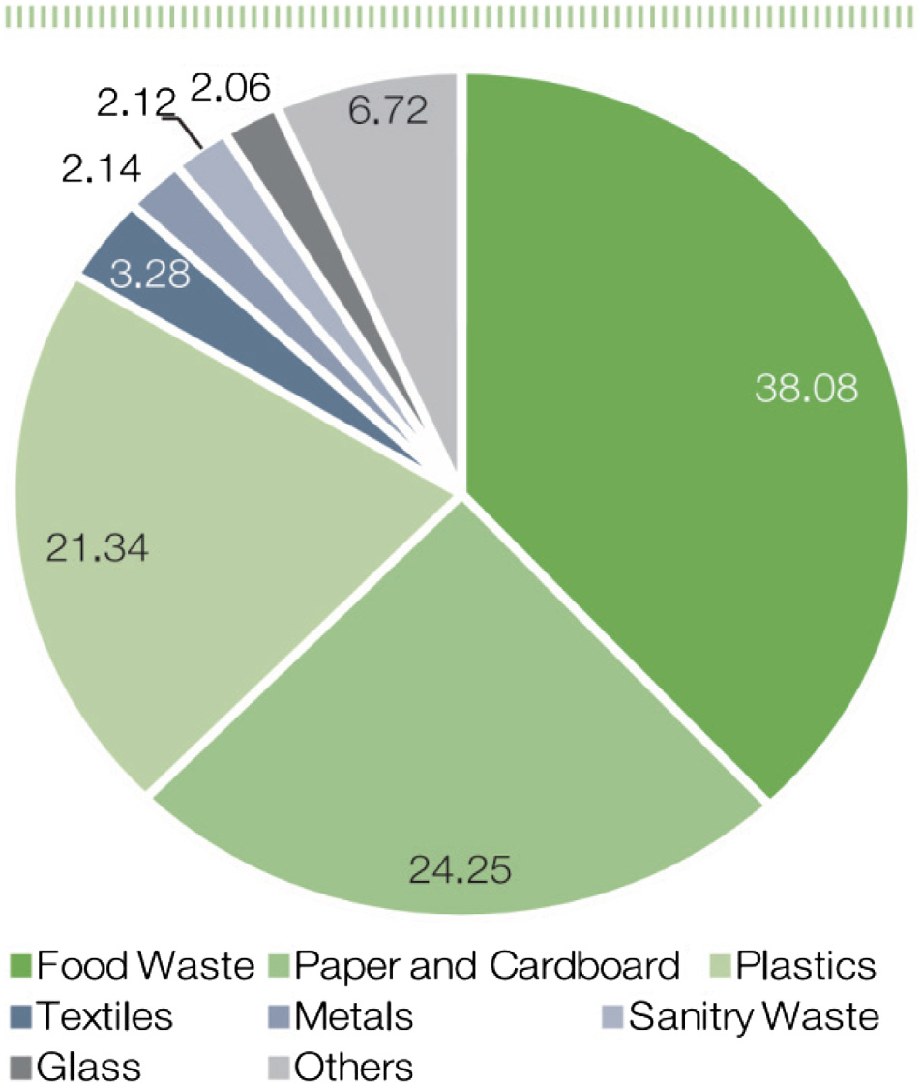 2.06
6.72
2.12
2.14
3.28
38.08
21.34
24.25
Food Waste Paper and Cardboard Plastics
Textiles Metals Sanitry Waste
Glass Others